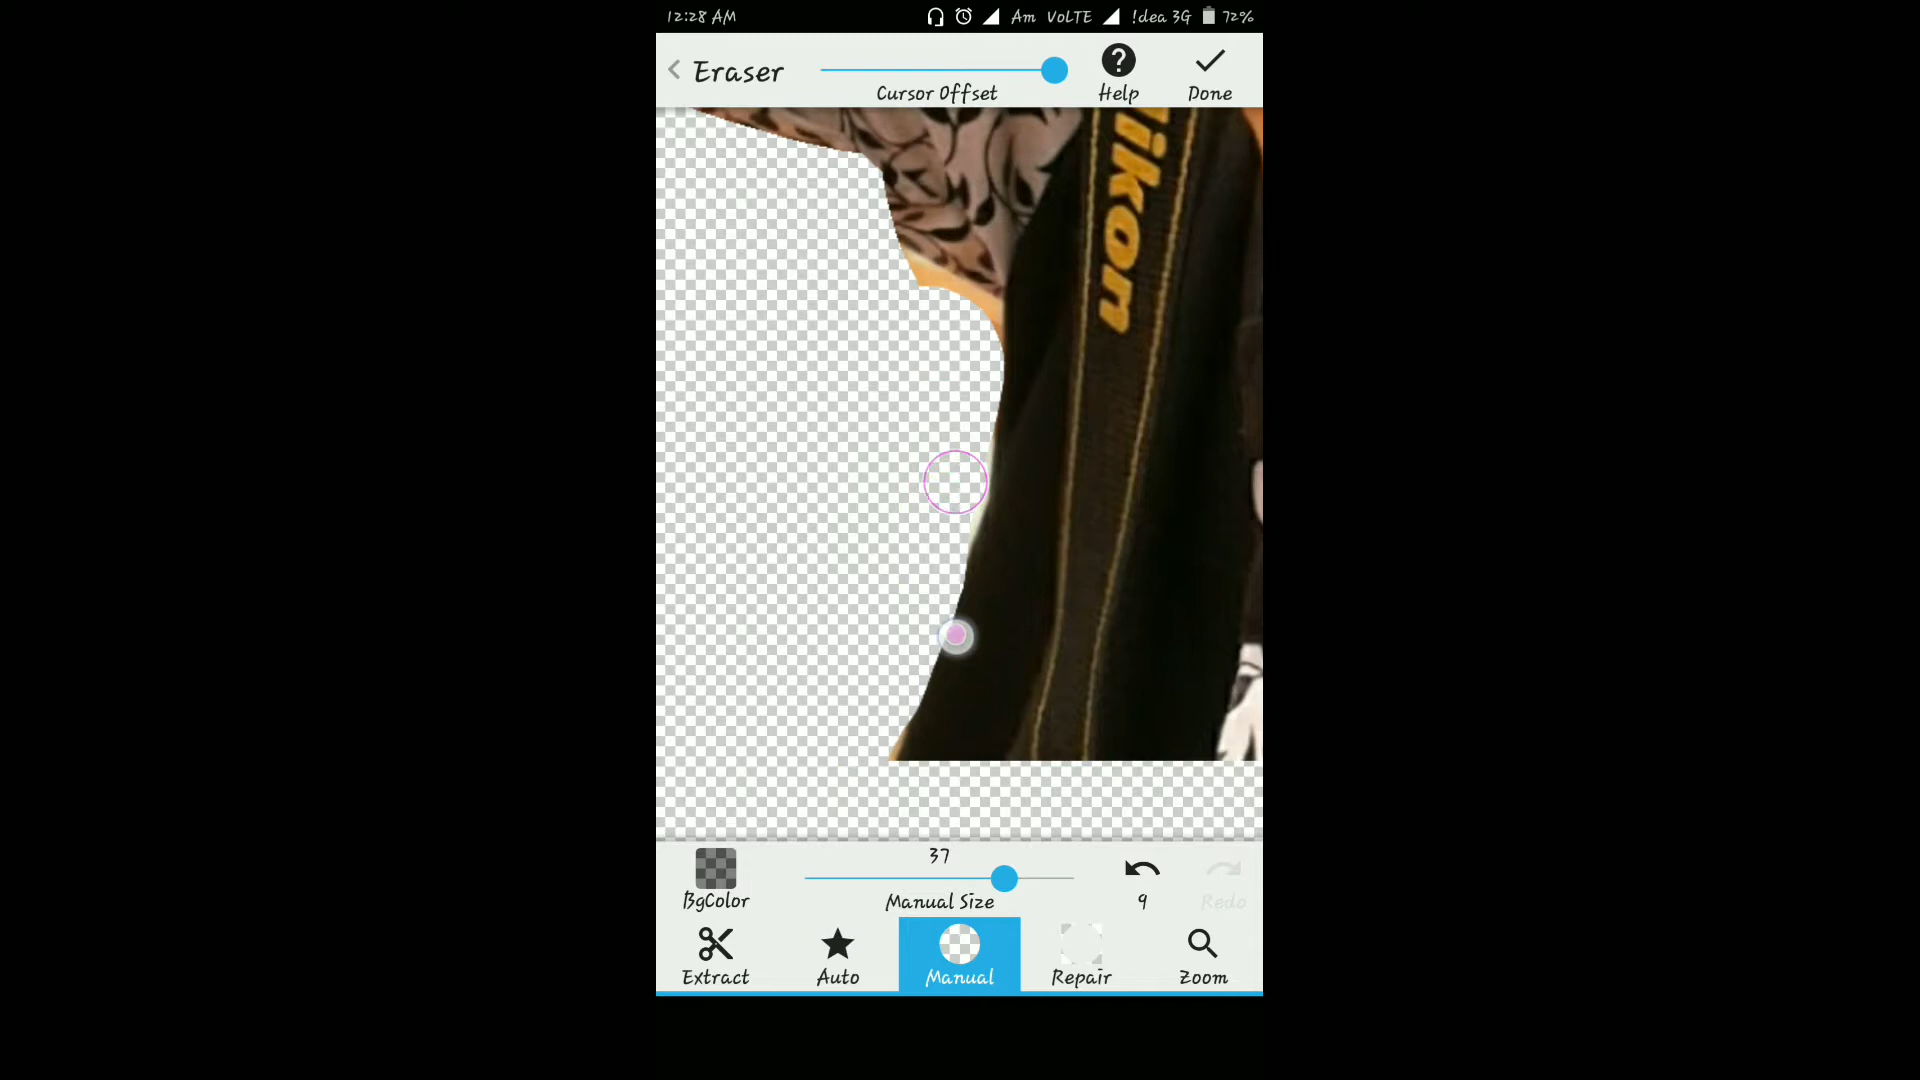 12:28 AM Am VoLTE !dea 3G 72%
Eraser
Cursor Offset
Help
Done
Nikon
37
BgColor
Manual Size
9
Redo
Extract
Auto
Manual
Repair
Zoom